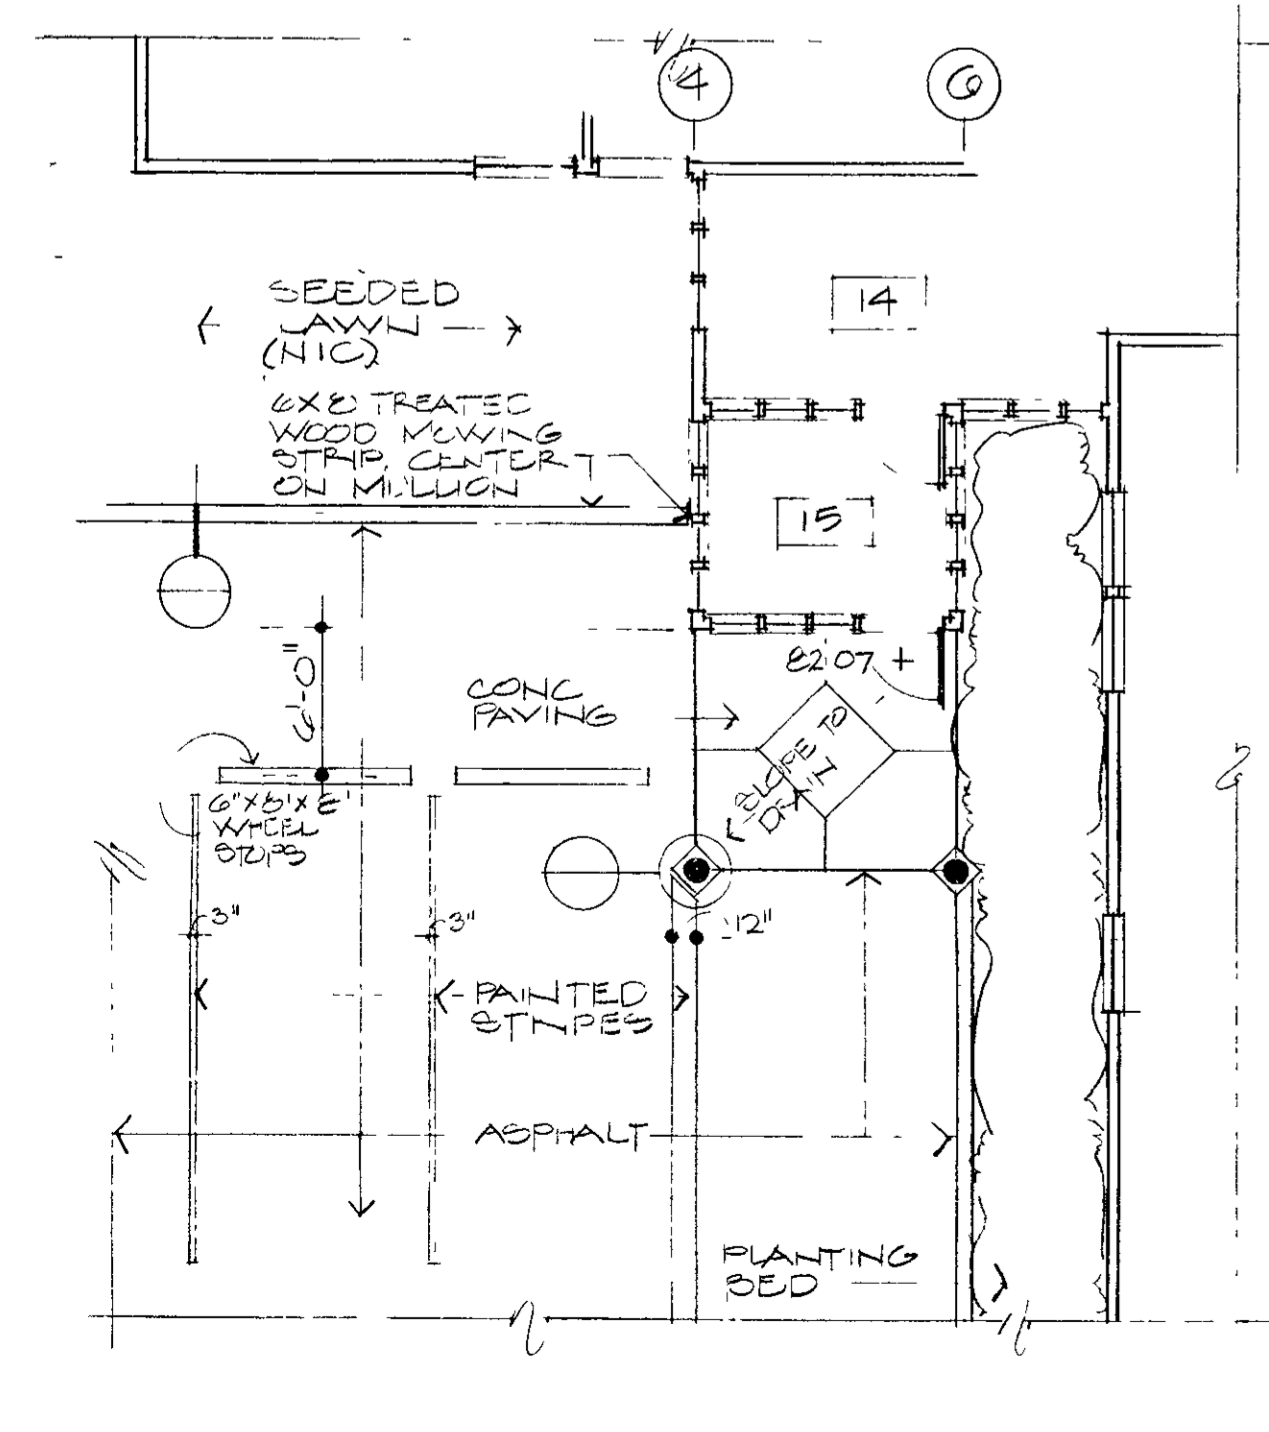 4
6
SEEDED
LAWN
(NIC)
14
6X8 TREATED
WOOD MOWING
STRIP. CENTER
ON MULLION
15
6'-0"
82.07 +
CONC
PAVING
SLOPE TO
6"X8'X8'
WHEEL
STOPS
3"
3"
12"
PAINTED
STRIPES
ASPHALT
PLANTING
BED